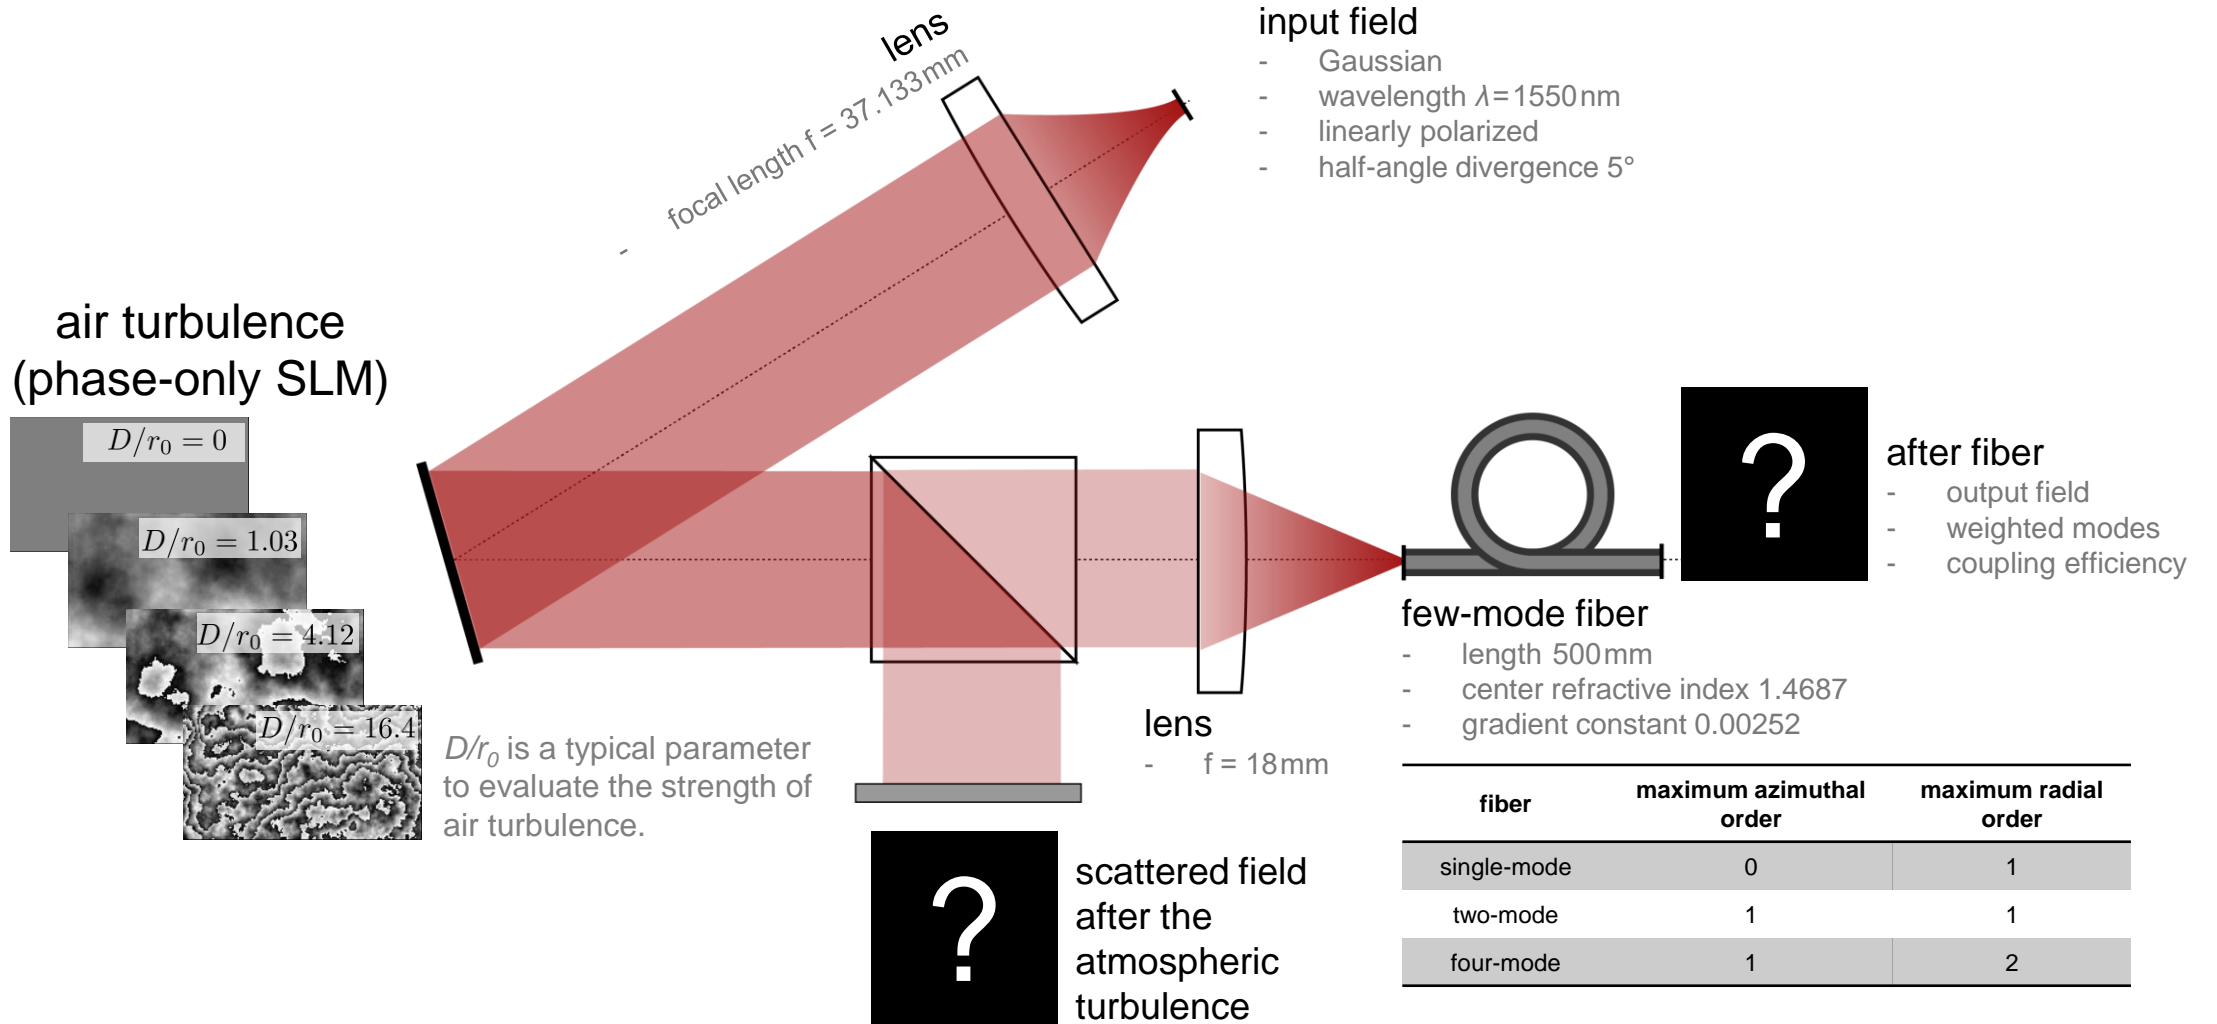 lens
- focal length f = 37.133mm
input field
- Gaussian
- wavelength λ=1550nm
- linearly polarized
- half-angle divergence 5°
air turbulence
(phase-only SLM)
D/r₀ = 0
D/r₀ = 1.03
D/r₀ = 4.12
D/r₀ = 16.4
D/r₀ is a typical parameter
to evaluate the strength of
air turbulence.
?
scattered field
after the
atmospheric
turbulence
lens
- f = 18mm
?
after fiber
- output field
- weighted modes
- coupling efficiency
few-mode fiber
- length 500mm
- center refractive index 1.4687
- gradient constant 0.00252
fiber maximum azimuthal order maximum radial order
single-mode 0 1
two-mode 1 1
four-mode 1 2